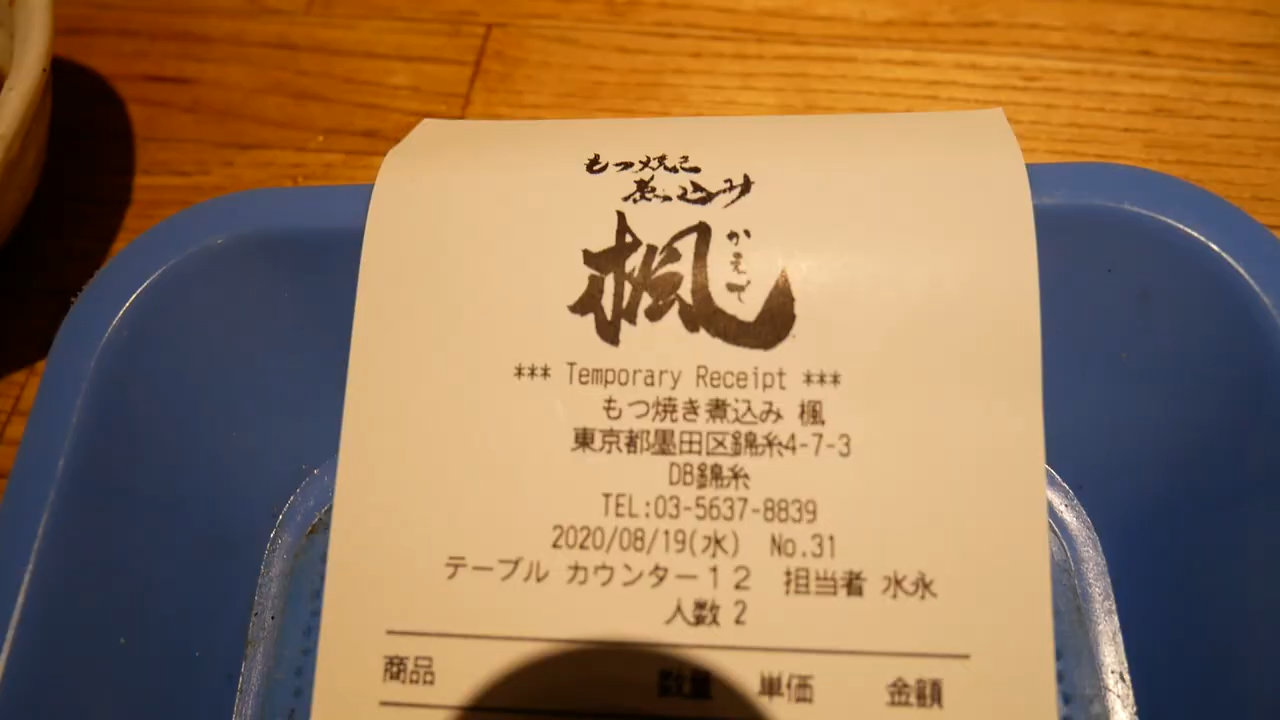 もつ焼き
煮込み
楓
かえで
*** Temporary Receipt ***
もつ焼き煮込み 楓
東京都墨田区錦糸4-7-3
DB錦糸
TEL:03-5637-8839
2020/08/19(水) No.31
テーブル カウンター12 担当者 水永
人数 2
商品 数量 単価 金額